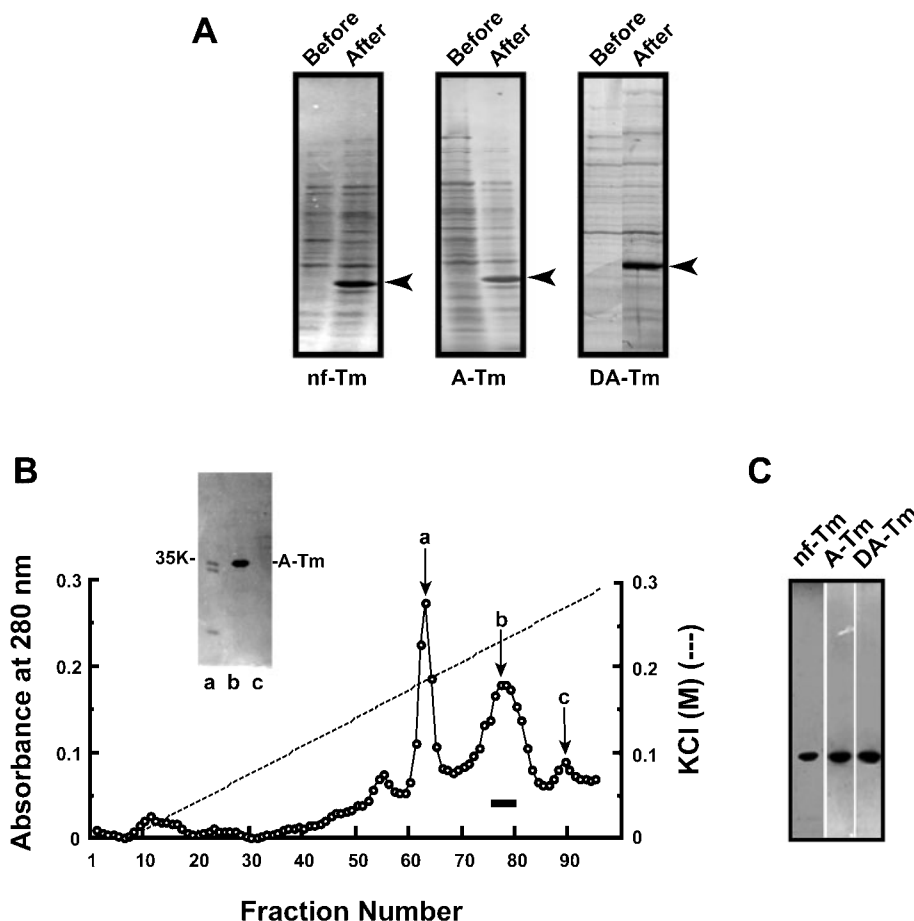 A
Before After
Before After
Before After
nf-Tm
A-Tm
DA-Tm
B
35K-
-A-Tm
a b c
a
b
c
Absorbance at 280 nm
0.3
0.2
0.1
0
0.3
0.2
0.1
0
KCl (M) (---)
1 10 20 30 40 50 60 70 80 90
Fraction Number
C
nf-Tm
A-Tm
DA-Tm